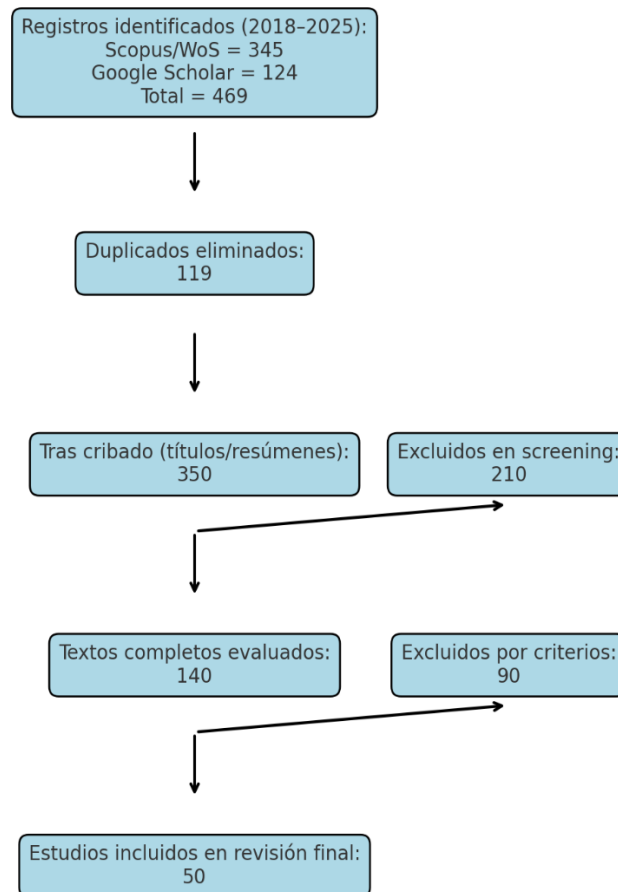 Registros identificados (2018–2025):
Scopus/WoS = 345
Google Scholar = 124
Total = 469
Duplicados eliminados:
119
Tras cribado (títulos/resúmenes):
350
Excluidos en screening:
210
Textos completos evaluados:
140
Excluidos por criterios:
90
Estudios incluidos en revisión final:
50